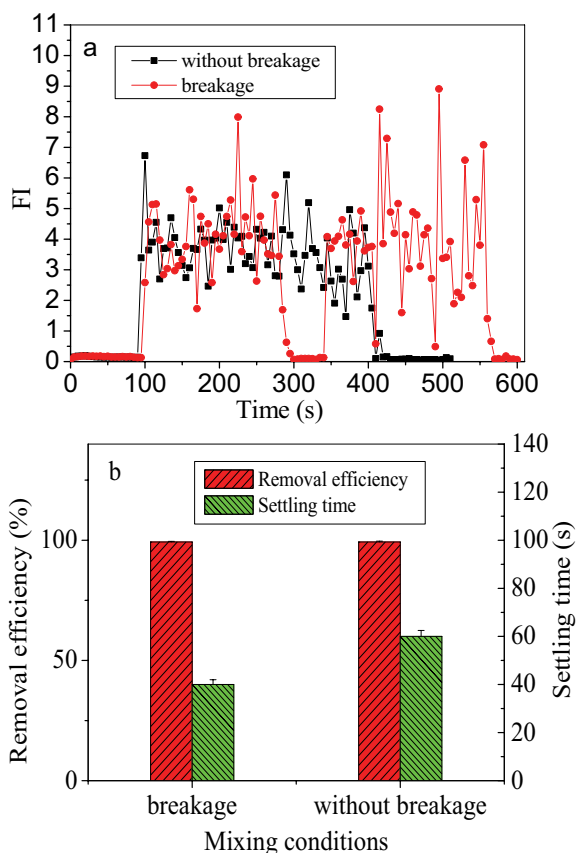 a
without breakage
breakage
FI
11
10
9
8
7
6
5
4
3
2
1
0
0 100 200 300 400 500 600
Time (s)
b
Removal efficiency
Settling time
Removal efficiency (%)
100
50
0
Settling time (s)
140
120
100
80
60
40
20
0
breakage without breakage
Mixing conditions